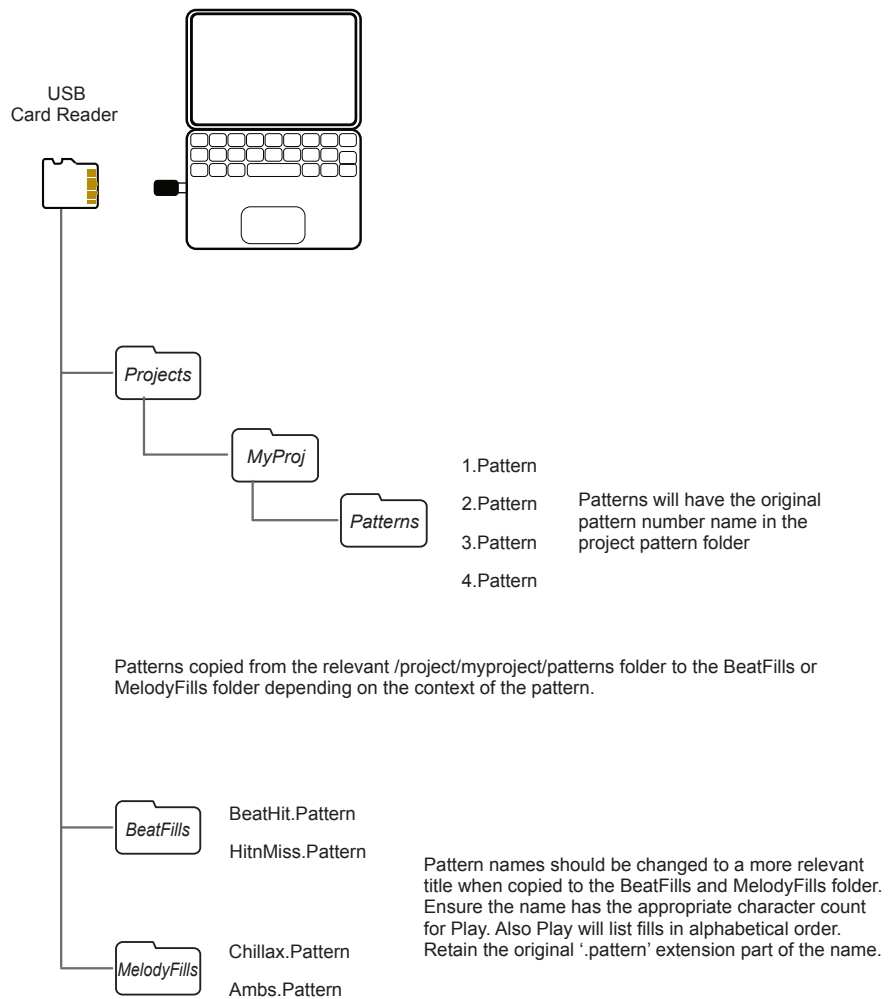 USB
Card Reader
Projects
MyProj
Patterns
1.Pattern
2.Pattern
3.Pattern
4.Pattern
Patterns will have the original
pattern number name in the
project pattern folder
Patterns copied from the relevant /project/myproject/patterns folder to the BeatFills or
MelodyFills folder depending on the context of the pattern.
BeatFills
BeatHit.Pattern
HitnMiss.Pattern
Pattern names should be changed to a more relevant
title when copied to the BeatFills and MelodyFills folder.
Ensure the name has the appropriate character count
for Play. Also Play will list fills in alphabetical order.
Retain the original ‘.pattern’ extension part of the name.
MelodyFills
Chillax.Pattern
Ambs.Pattern